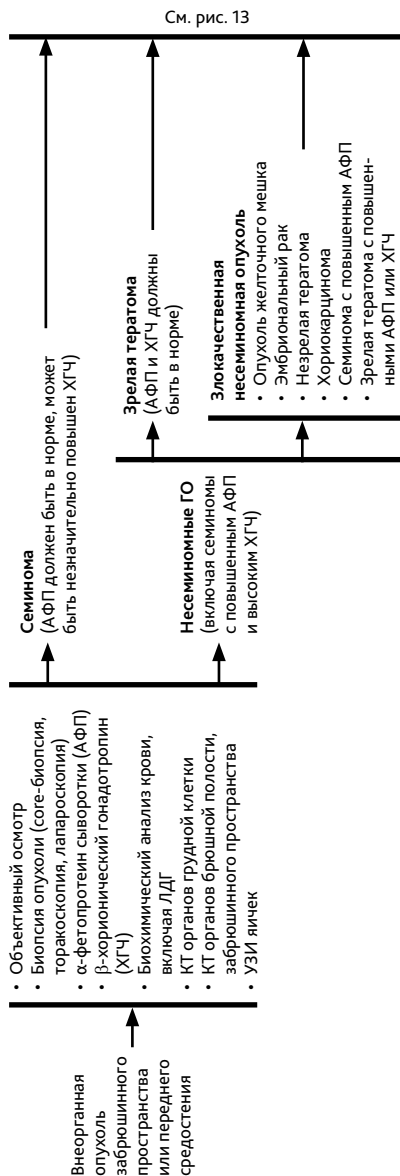 Внеорганная
опухоль
забрюшинного
пространства
или переднего
средостения
• Объективный осмотр
• Биопсия опухоли (core-биопсия,
торакоскопия, лапароскопия)
• α-фетопротеин сыворотки (АФП)
• β-хорионический гонадотропин
(ХГЧ)
• Биохимический анализ крови,
включая ЛДГ
• КТ органов грудной клетки
• КТ органов брюшной полости,
забрюшинного пространства
• УЗИ яичек
Семинома
(АФП должен быть в норме, может
быть незначительно повышен ХГЧ)
Несеминомные ГО
(включая семиномы
с повышенным АФП
и высоким ХГЧ)
Зрелая тератома
(АФП и ХГЧ должны
быть в норме)
Злокачественная
несеминомная опухоль
• Опухоль желточного мешка
• Эмбриональный рак
• Незрелая тератома
• Хориокарцинома
• Семинома с повышенным АФП
• Зрелая тератома с повышен-
ными АФП или ХГЧ
См. рис. 13